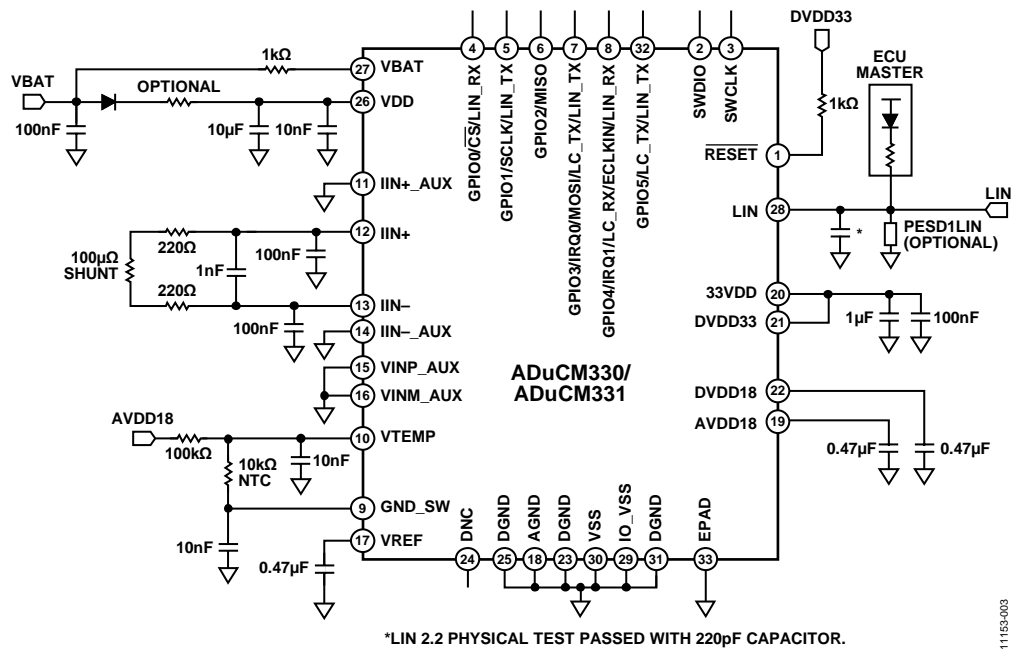 4
5
6
7
8
32
2
3
DVDD33
GPIO0/CS/LIN_RX
GPIO1/SCLK/LIN_TX
GPIO2/MISO
GPIO3/IRQ0/MOSI/LC_TX/LIN_TX
GPIO4/IRQ1/LC_RX/ECLKIN/LIN_RX
GPIO5/LC_TX/LIN_TX
SWDIO
SWCLK
1kΩ
ECU
MASTER
VBAT
OPTIONAL
1kΩ
27 VBAT
26 VDD
100nF
10µF
10nF
RESET 1
11 IIN+_AUX
LIN 28
LIN
*
PESD1LIN
(OPTIONAL)
12 IIN+
220Ω
100nF
100µΩ
SHUNT
1nF
220Ω
13 IIN–
100nF
14 IIN–_AUX
33VDD 20
DVDD33 21
1µF
100nF
15 VINP_AUX
16 VINM_AUX
ADuCM330/
ADuCM331
DVDD18 22
AVDD18 19
0.47µF
0.47µF
AVDD18
100kΩ
10 VTEMP
10kΩ
NTC
10nF
9 GND_SW
10nF
17 VREF
0.47µF
DNC
DGND
AGND
DGND
VSS
IO_VSS
DGND
EPAD
24
25
18
23
30
29
31
33
*LIN 2.2 PHYSICAL TEST PASSED WITH 220pF CAPACITOR.
11153-003